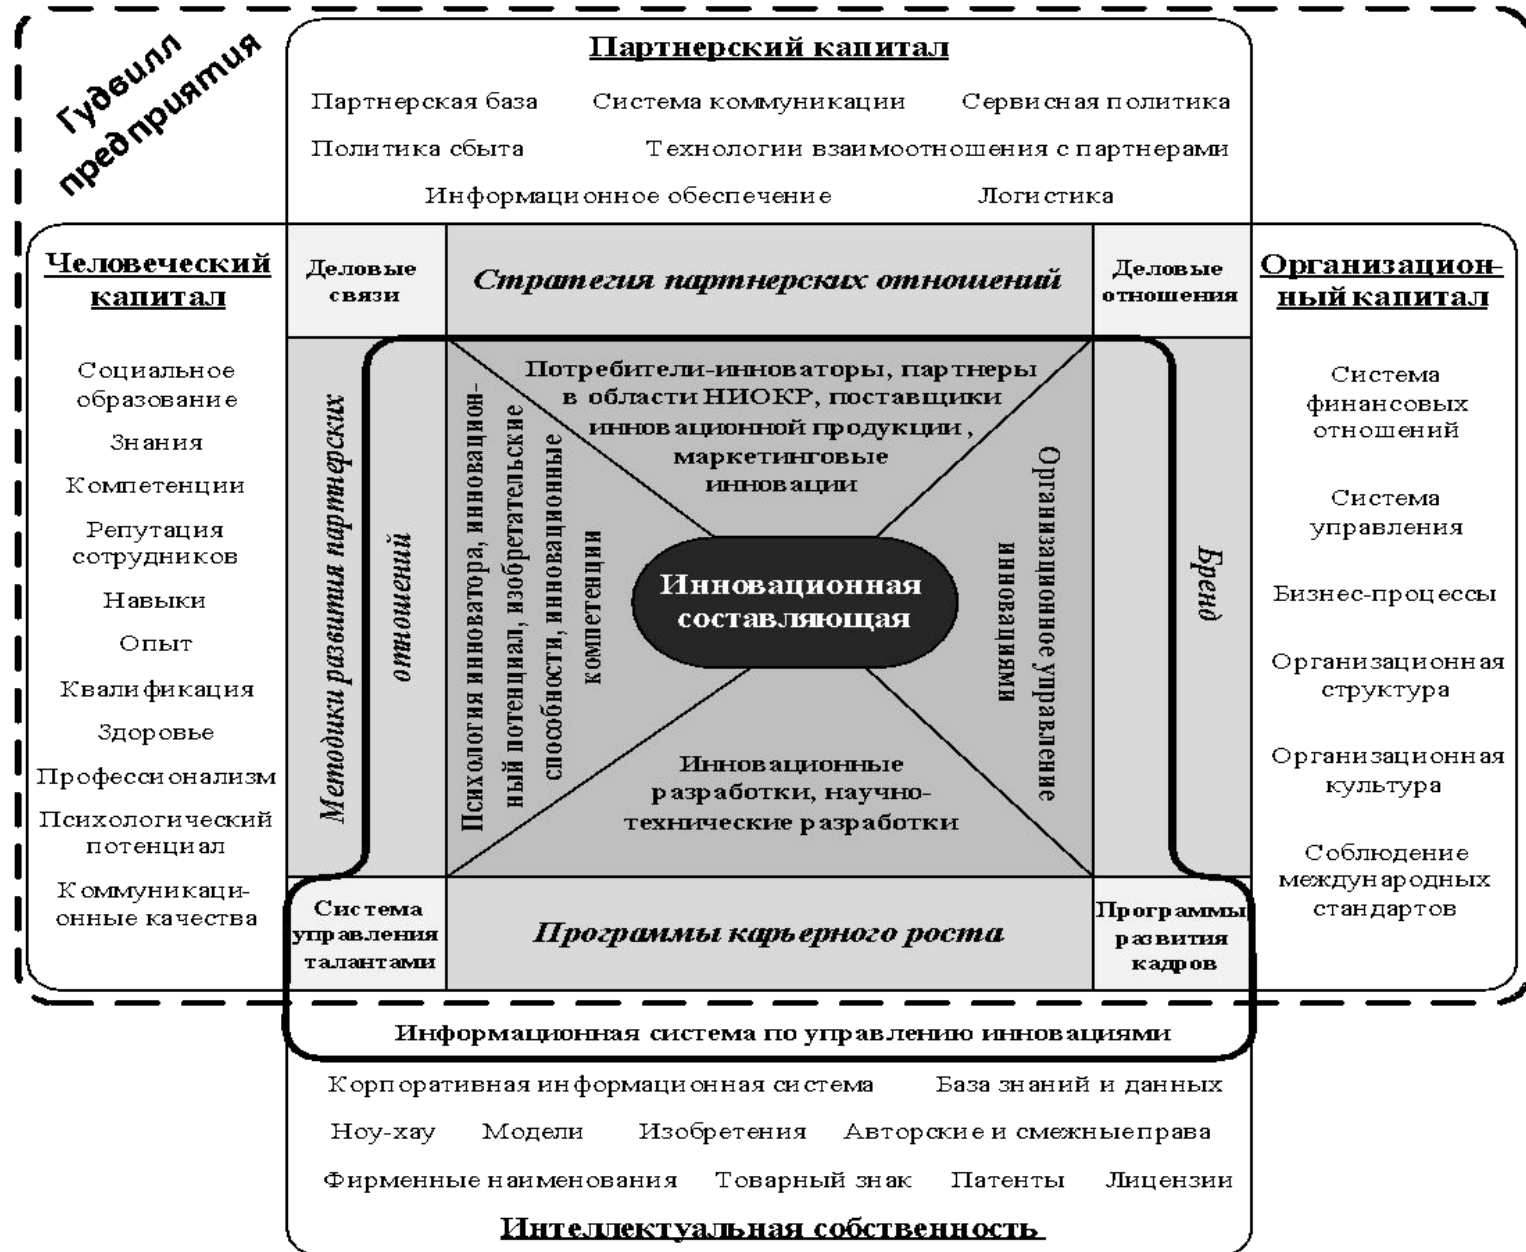 Гудвилл
предприятия
Партнерский капитал
Партнерская база Система коммуникации Сервисная политика
Политика сбыта Технологии взаимоотношения с партнерами
Информационное обеспечение Логистика
Человеческий
капитал
Социальное
образование
Знания
Компетенции
Репутация
сотрудников
Навыки
Опыт
Квалификация
Здоровье
Профессионализм
Психологический
потенциал
Коммуникаци-
онные качества
Деловые
связи
Стратегия партнерских отношений
Деловые
отношения
Методики развития партнерских
отношений
Психология инноватора, инновацион-
ный потенциал, изобретательские
способности, инновационные
компетенции
Потребители-инноваторы, партнеры
в области НИОКР, поставщики
инновационной продукции,
маркетинговые
инновации
Инновационная
составляющая
Организационное управление
инновациями
Инновационные
разработки, научно-
технические разработки
Бренд
Организацион-
ный капитал
Система
финансовых
отношений
Система
управления
Бизнес-процессы
Организационная
структура
Организационная
культура
Соблюдение
международных
стандартов
Система
управления
талантами
Программы карьерного роста
Программы
развития
кадров
Информационная система по управлению инновациями
Корпоративная информационная система База знаний и данных
Ноу-хау Модели Изобретения Авторские и смежныеправа
Фирменные наименования Товарный знак Патенты Лицензии
Интеллектуальная собственность